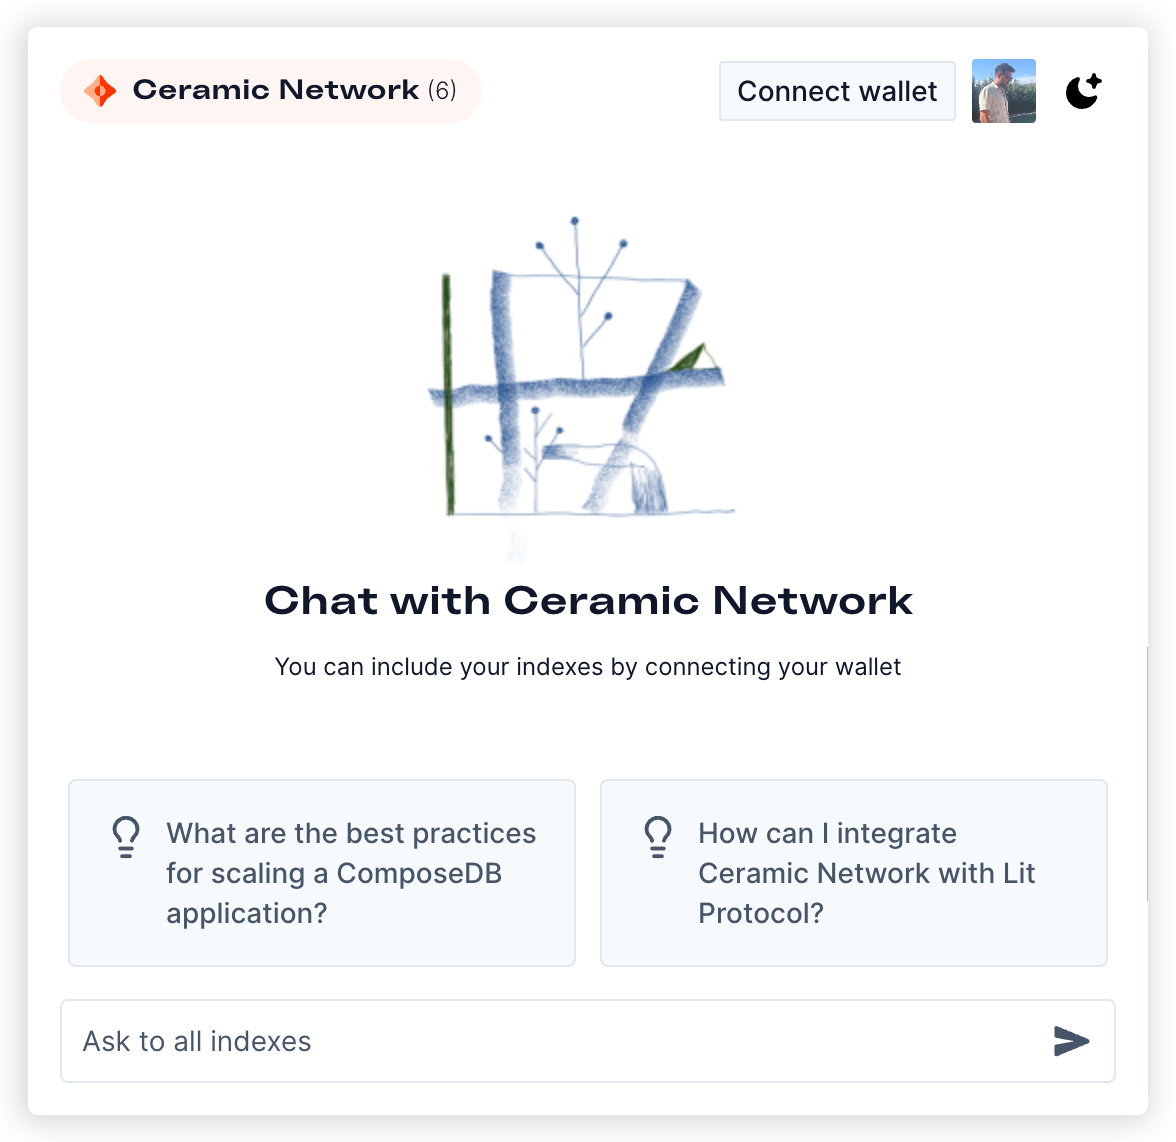 Ceramic Network (6)
Connect wallet
Chat with Ceramic Network
You can include your indexes by connecting your wallet
What are the best practices
for scaling a ComposeDB
application?
How can I integrate
Ceramic Network with Lit
Protocol?
Ask to all indexes